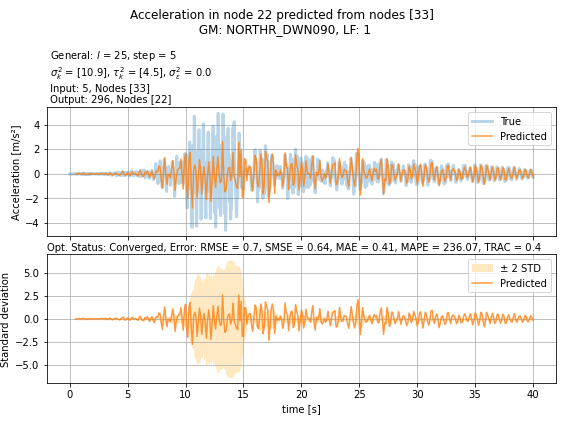 Acceleration in node 22 predicted from nodes [33]
GM: NORTHR_DWN090, LF: 1
General: l = 25, step = 5
σ²ₖ = [10.9], τ²ₖ = [4.5], σ²ε = 0.0
Input: 5, Nodes [33]
Output: 296, Nodes [22]
Acceleration [m/s²]
4
2
0
−2
−4
True
Predicted
Opt. Status: Converged, Error: RMSE = 0.7, SMSE = 0.64, MAE = 0.41, MAPE = 236.07, TRAC = 0.4
Standard deviation
5.0
2.5
0.0
−2.5
−5.0
± 2 STD
Predicted
0 5 10 15 20 25 30 35 40
time [s]